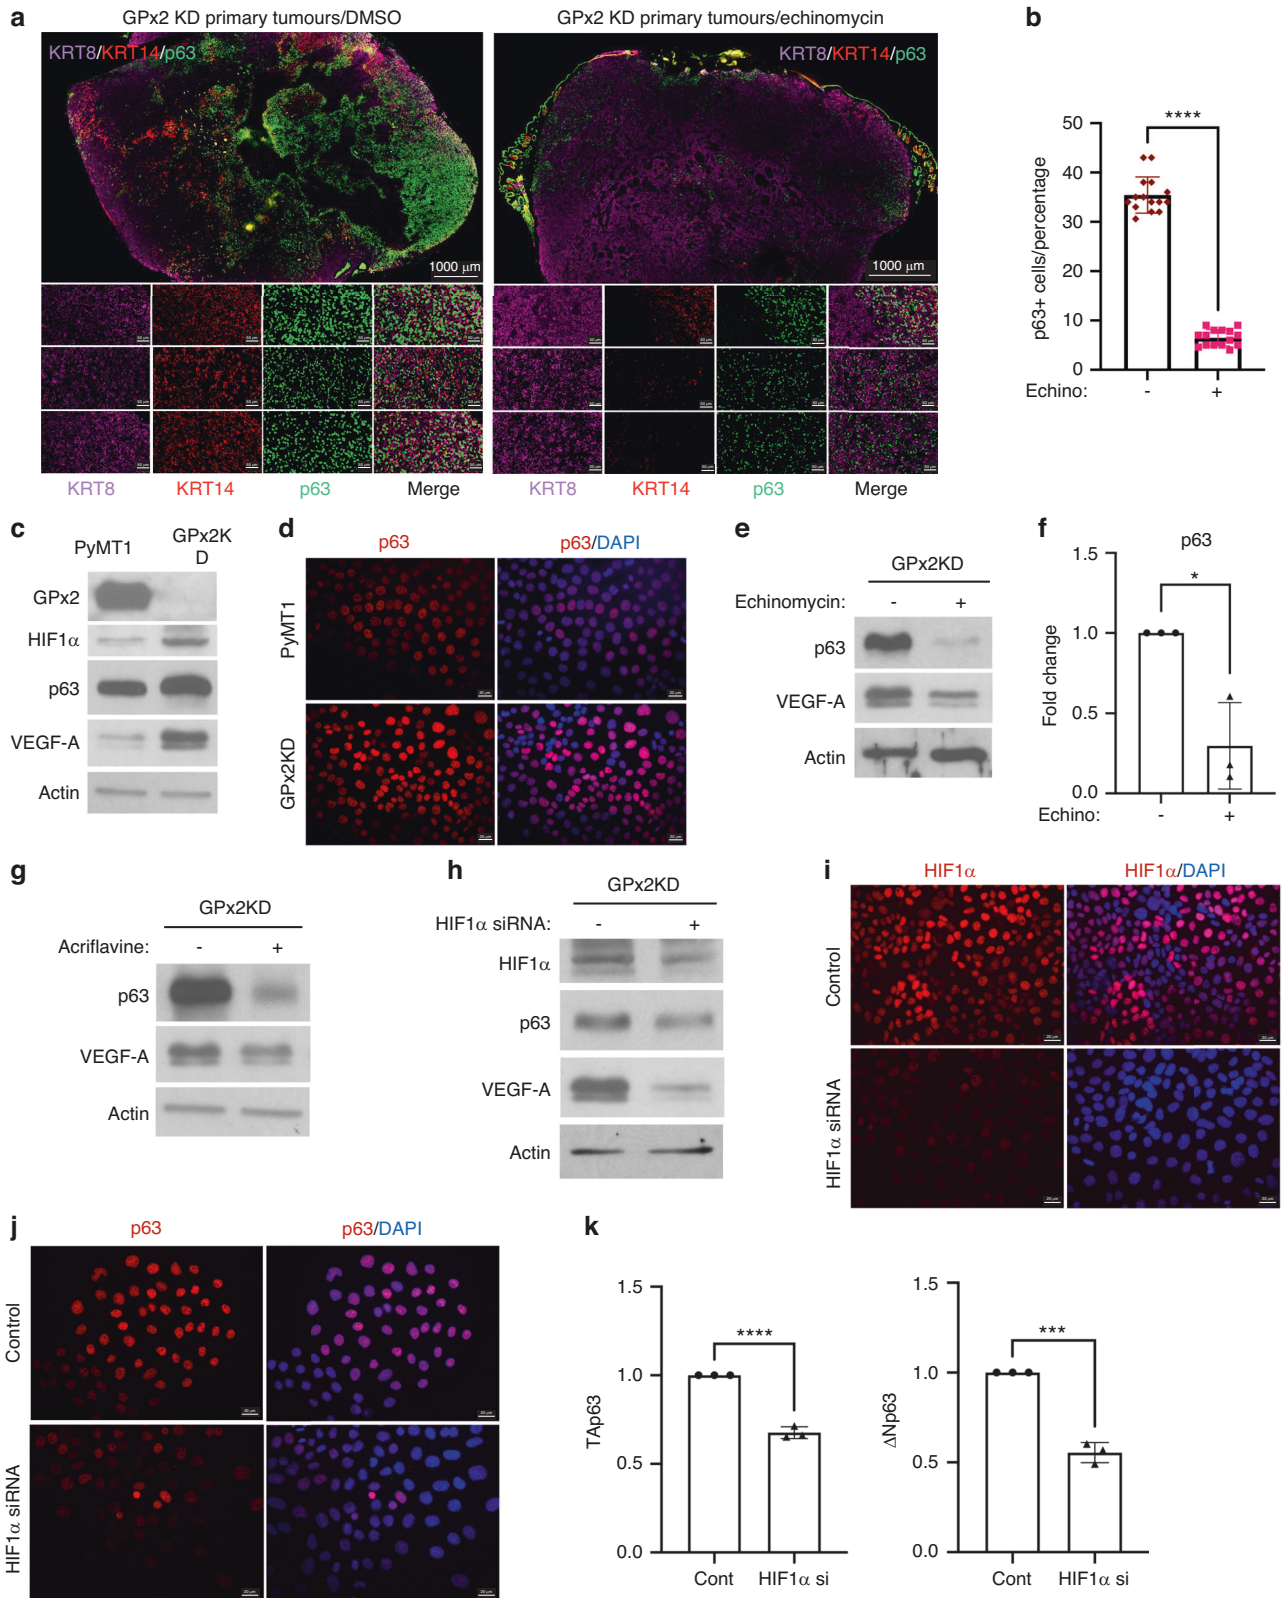 a
GPx2 KD primary tumours/DMSO
GPx2 KD primary tumours/echinomycin
KRT8/KRT14/p63
KRT8/KRT14/p63
1000 μm
1000 μm
KRT8
KRT14
p63
Merge
KRT8
KRT14
p63
Merge
b
p63+ cells/percentage
50
40
30
20
10
0
****
Echino:
-
+
c
PyMT1
GPx2K
D
GPx2
HIF1α
p63
VEGF-A
Actin
d
p63
p63/DAPI
PyMT1
GPx2KD
e
GPx2KD
Echinomycin:
-
+
p63
VEGF-A
Actin
f
p63
Fold change
1.5
1.0
0.5
0.0
*
Echino:
-
+
g
GPx2KD
Acriflavine:
-
+
p63
VEGF-A
Actin
h
GPx2KD
HIF1α siRNA:
-
+
HIF1α
p63
VEGF-A
Actin
i
HIF1α
HIF1α/DAPI
Control
HIF1α siRNA
j
p63
p63/DAPI
Control
HIF1α siRNA
k
TAp63
1.5
1.0
0.5
0.0
****
Cont
HIF1α si
ΔNp63
1.5
1.0
0.5
0.0
***
Cont
HIF1α si